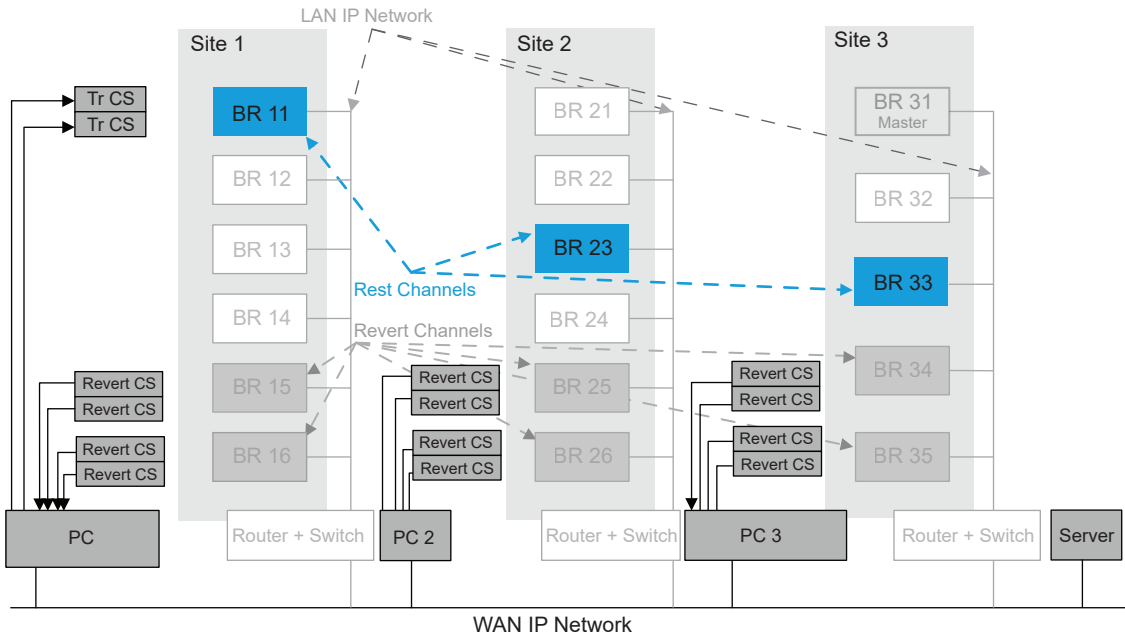 LAN IP Network
Site 1
Site 2
Site 3
Tr CS
Tr CS
BR 11
BR 21
BR 31
Master
BR 12
BR 22
BR 32
BR 13
BR 23
BR 33
Rest Channels
BR 14
BR 24
Revert Channels
Revert CS
Revert CS
Revert CS
Revert CS
BR 15
BR 16
Revert CS
Revert CS
Revert CS
Revert CS
BR 25
BR 26
Revert CS
Revert CS
Revert CS
Revert CS
BR 34
BR 35
PC
Router + Switch
PC 2
Router + Switch
PC 3
Router + Switch
Server
WAN IP Network